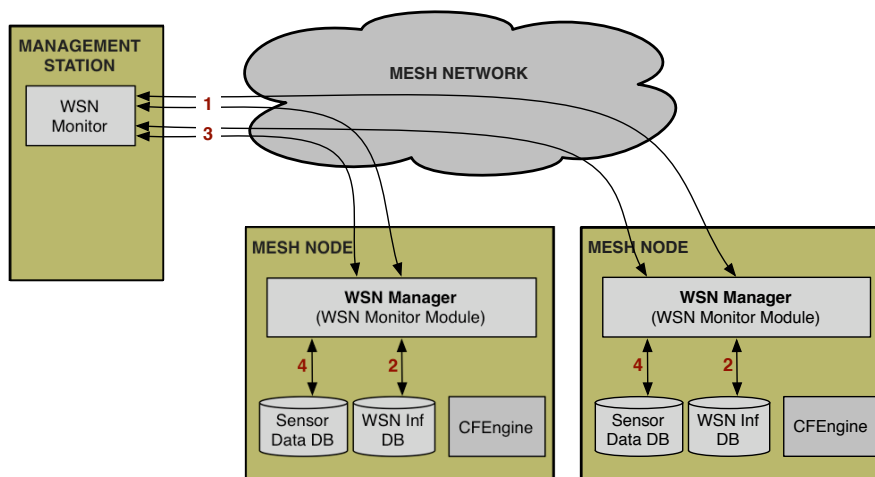 MANAGEMENT
STATION
WSN
Monitor
MESH NETWORK
1
3
MESH NODE
WSN Manager
(WSN Monitor Module)
4
2
Sensor
Data DB
WSN Inf
DB
CFEngine
MESH NODE
WSN Manager
(WSN Monitor Module)
4
2
Sensor
Data DB
WSN Inf
DB
CFEngine